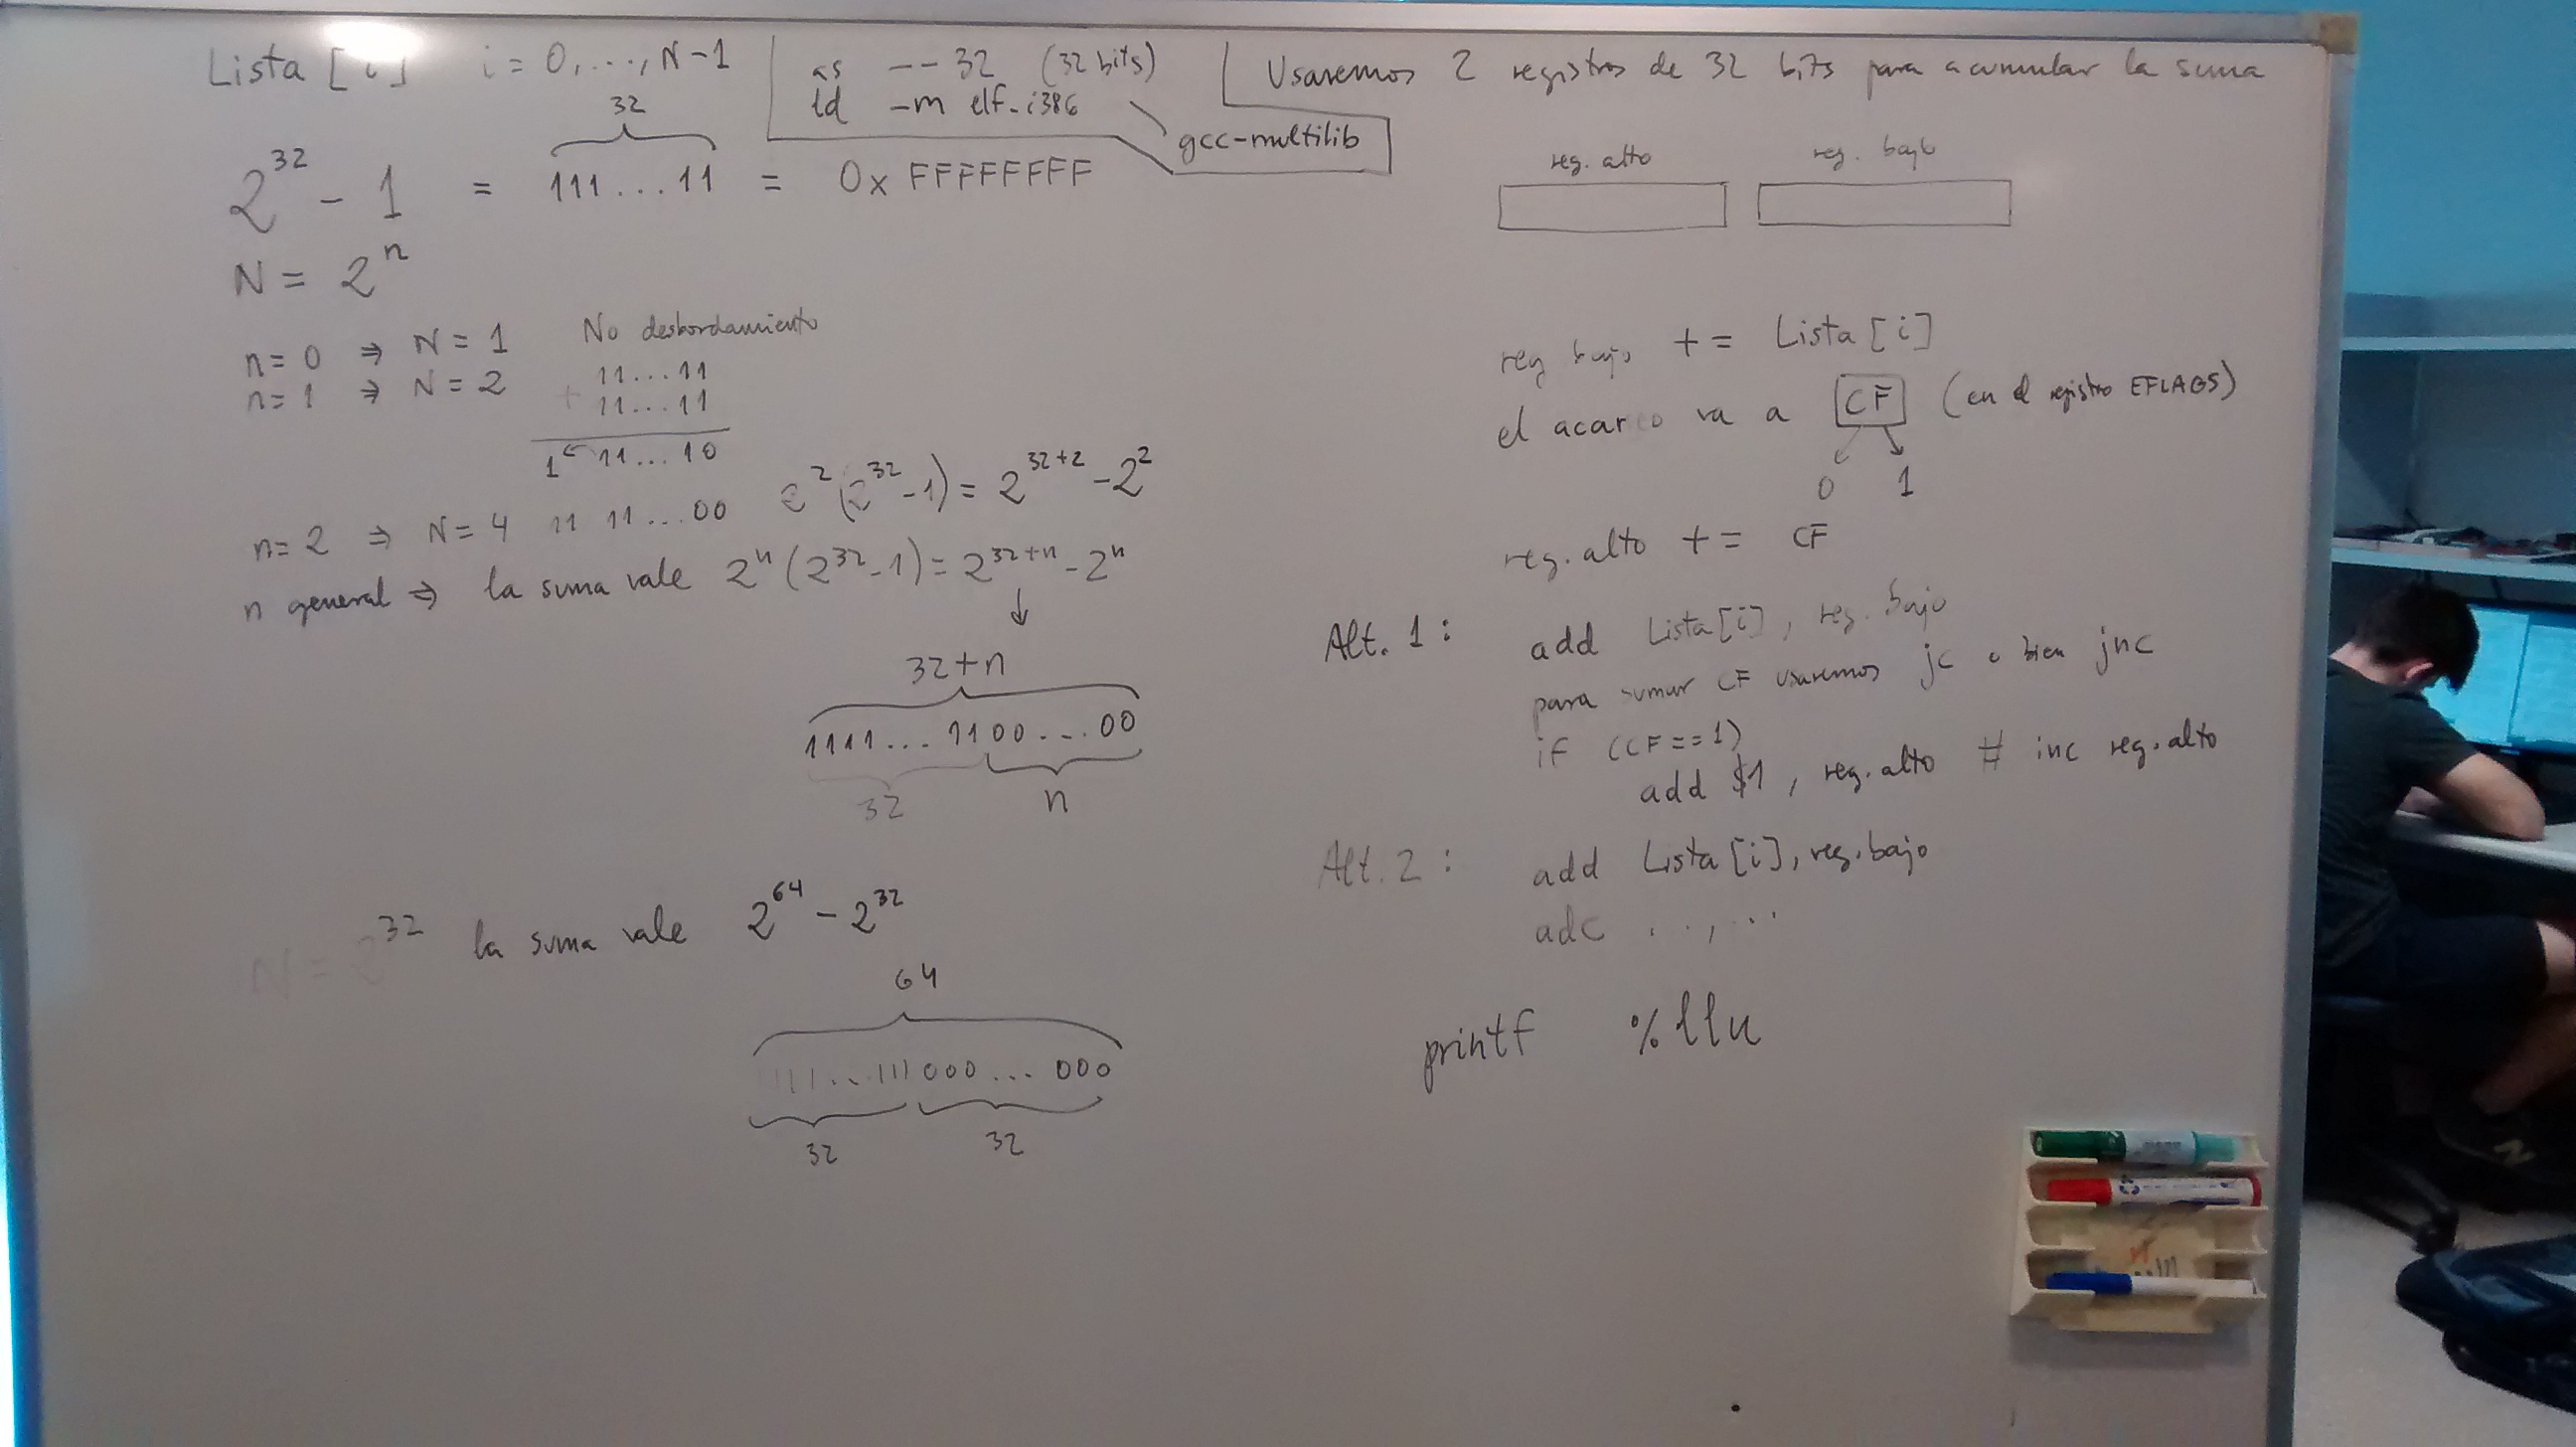 Lista [i] i = 0, ..., N-1
32
2^32 - 1 = 111...11 = 0x FFFFFFFF
N = 2^n
n = 0 ⇒ N = 1 No desbordamiento
n = 1 ⇒ N = 2 11...11
+ 11...11
1 ← 11...10
n = 2 ⇒ N = 4 11 11...00 2^2 (2^32 - 1) = 2^(32+2) - 2^2
n general ⇒ la suma vale 2^n (2^32 - 1) = 2^(32+n) - 2^n
↓
32+n
1111...1100...00
32 n
N = 2^32 la suma vale 2^64 - 2^32
64
111...111000...000
32 32
as --32 (32 bits)
ld -m elf_i386
gcc-multilib
Usaremos 2 registros de 32 bits para acumular la suma
reg. alto reg. bajo
reg bajo += Lista [i]
el acarreo va a CF (en el registro EFLAGS)
0 1
reg. alto += CF
Alt. 1: add Lista [i], reg. bajo
para sumar CF usaremos jc o bien jnc
if (CF==1)
add $1, reg. alto # inc reg. alto
Alt. 2: add Lista [i], reg. bajo
adc ..., ...
printf %llu